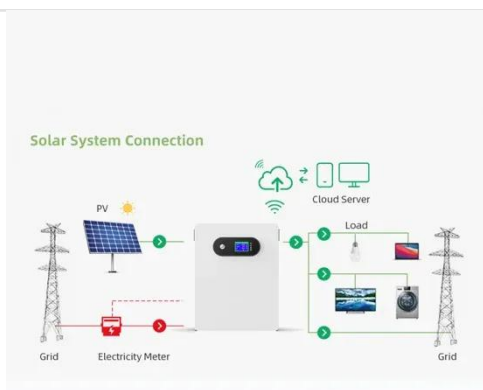 Solar System Connection
Cloud Server
PV
Load
Grid
Electricity Meter
Grid